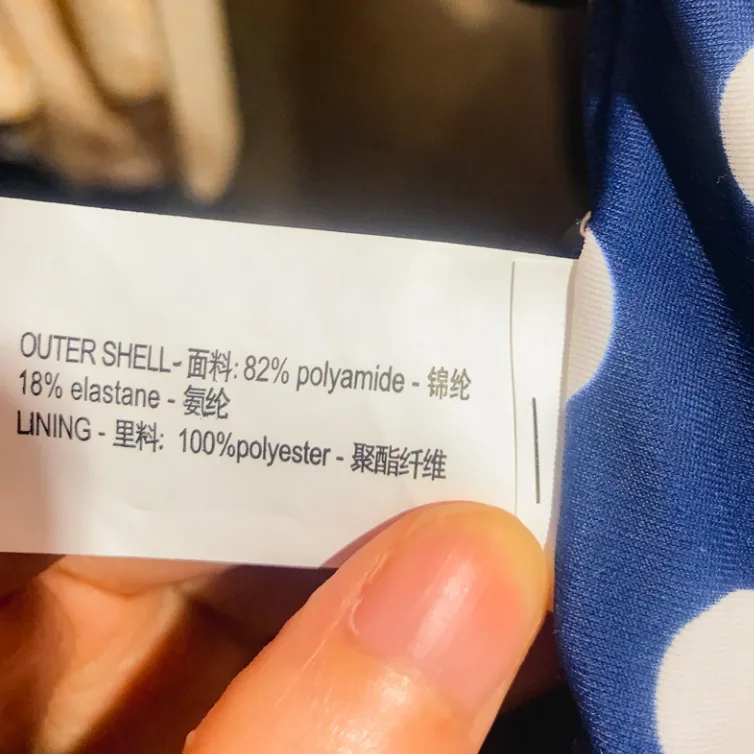 OUTER SHELL- 面料: 82% polyamide - 锦纶
18% elastane - 氨纶
LINING - 里料: 100%polyester - 聚酯纤维